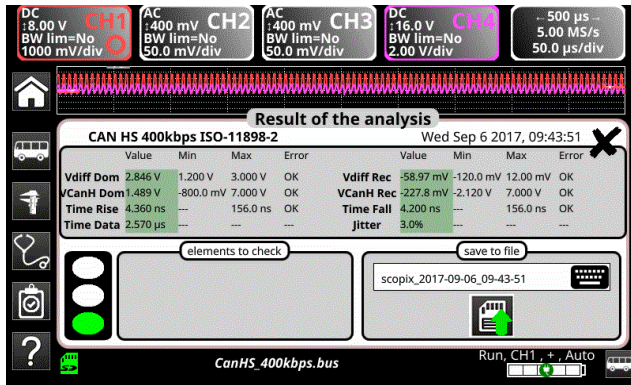 DC
↕8.00 V CH1
BW lim=No
1000 mV/div
AC
↕400 mV CH2
BW lim=No
50.0 mV/div
AC
↕400 mV CH3
BW lim=No
50.0 mV/div
DC
↕16.0 V CH4
BW lim=No
2.00 V/div
←500 µs→
5.00 MS/s
50.0 µs/div
Result of the analysis
CAN HS 400kbps ISO-11898-2 Wed Sep 6 2017, 09:43:51
Value Min Max Error Value Min Max Error
Vdiff Dom 2.846 V 1.200 V 3.000 V OK Vdiff Rec -58.97 mV -120.0 mV 12.00 mV OK
VCanH Dom 1.489 V -800.0 mV 7.000 V OK VCanH Rec -227.8 mV -2.120 V 7.000 V OK
Time Rise 4.360 ns --- 156.0 ns OK Time Fall 4.200 ns --- 156.0 ns OK
Time Data 2.570 µs --- --- --- Jitter 3.0% --- --- ---
elements to check
save to file
scopix_2017-09-06_09-43-51
?
CanHS_400kbps.bus
Run, CH1 , + , Auto